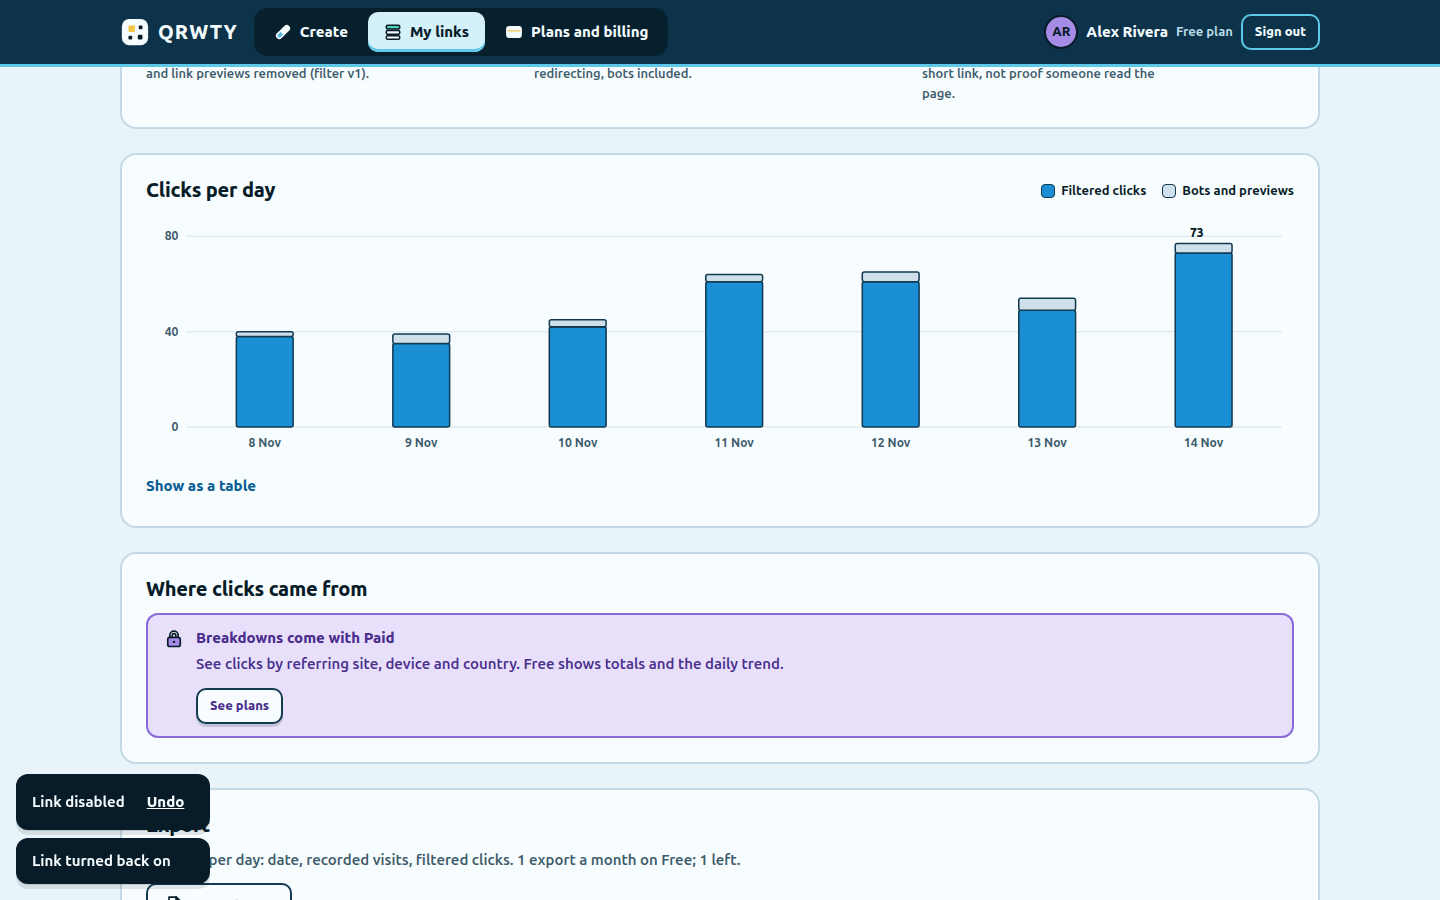 QRWTY
Create
My links
Plans and billing
AR
Alex Rivera
Free plan
Sign out
and link previews removed (filter v1).
redirecting, bots included.
short link, not proof someone read the
page.
Clicks per day
Filtered clicks
Bots and previews
80
40
0
73
8 Nov
9 Nov
10 Nov
11 Nov
12 Nov
13 Nov
14 Nov
Show as a table
Where clicks came from
Breakdowns come with Paid
See clicks by referring site, device and country. Free shows totals and the daily trend.
See plans
Link disabled
Undo
Export
Link turned back on
per day: date, recorded visits, filtered clicks. 1 export a month on Free; 1 left.